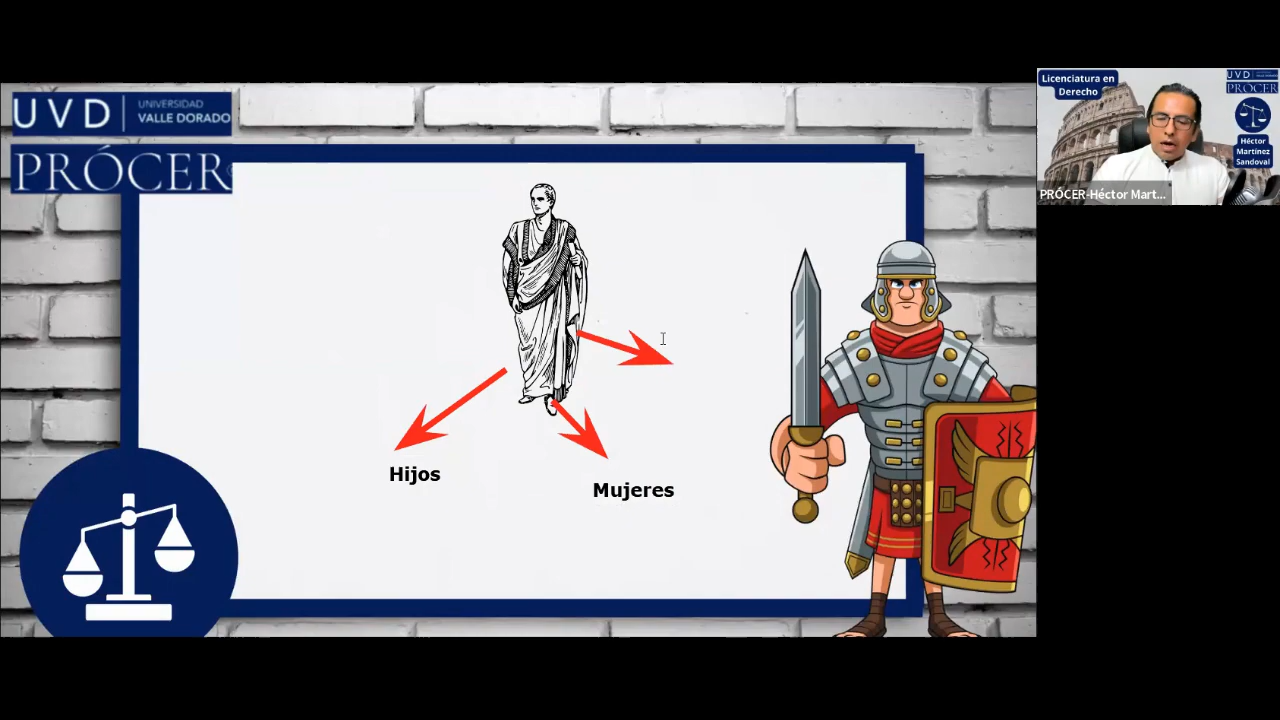 UVD
UNIVERSIDAD
VALLE DORADO
PRÓCER
Hijos
Mujeres
Licenciatura en
Derecho
UVD
PRÓCER
Héctor
Martínez
Sandoval
PRÓCER-Héctor Mart...